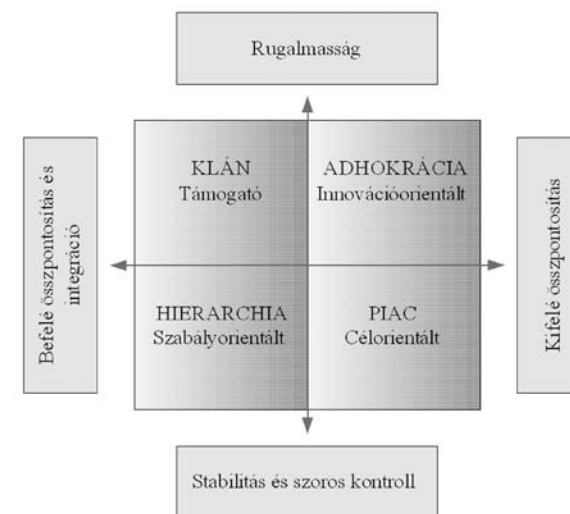 Rugalmasság
Befelé összpontosítás és
integráció
KLÁN
Támogató
ADHOKRÁCIA
Innovációorientált
HIERARCHIA
Szabályorientált
PIAC
Célorientált
Kifelé összpontosítás
Stabilitás és szoros kontroll